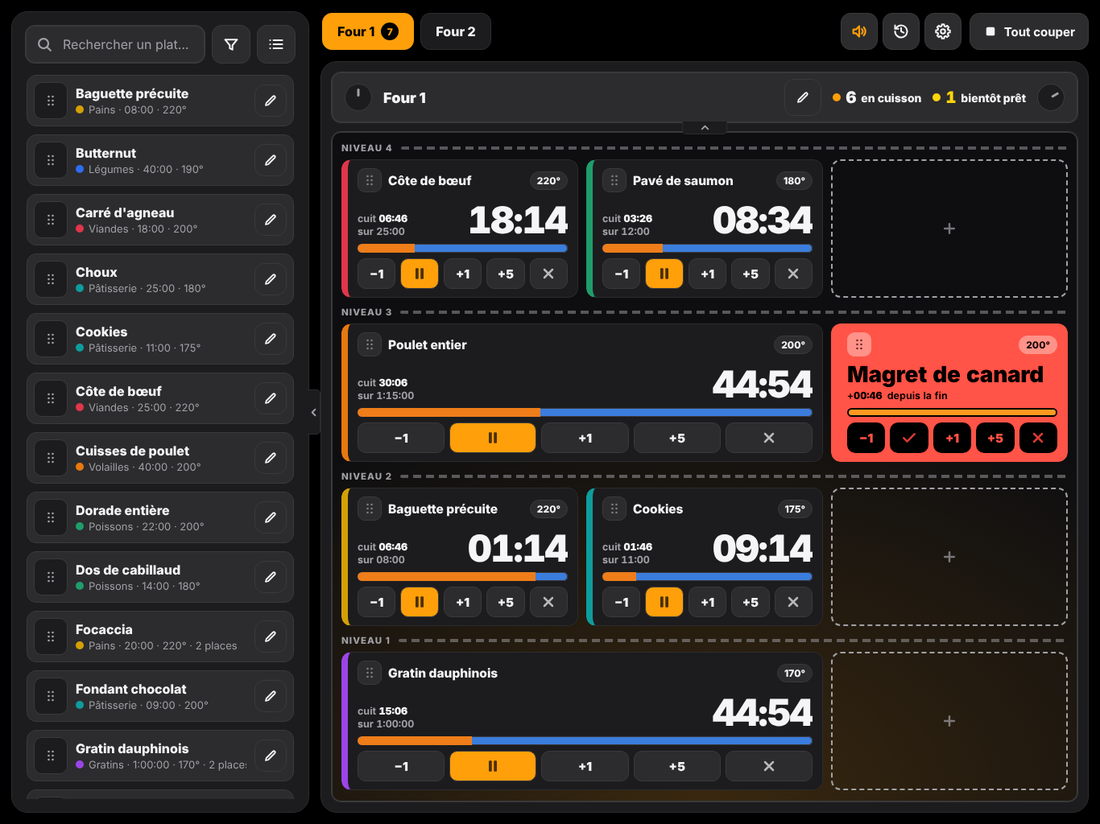 Rechercher un plat...
Baguette précuite
Pains · 08:00 · 220°
Butternut
Légumes · 40:00 · 190°
Carré d'agneau
Viandes · 18:00 · 200°
Choux
Pâtisserie · 25:00 · 180°
Cookies
Pâtisserie · 11:00 · 175°
Côte de bœuf
Viandes · 25:00 · 220°
Cuisses de poulet
Volailles · 40:00 · 200°
Dorade entière
Poissons · 22:00 · 200°
Dos de cabillaud
Poissons · 14:00 · 180°
Focaccia
Pains · 20:00 · 220° · 2 places
Fondant chocolat
Pâtisserie · 09:00 · 200°
Gratin dauphinois
Gratins · 1:00:00 · 170° · 2 places
Four 1 7
Four 2
Tout couper
Four 1
6 en cuisson
1 bientôt prêt
NIVEAU 4
Côte de bœuf 220°
cuit 06:46
sur 25:00
18:14
−1 +1 +5 ×
Pavé de saumon 180°
cuit 03:26
sur 12:00
08:34
−1 +1 +5 ×
+
NIVEAU 3
Poulet entier 200°
cuit 30:06
sur 1:15:00
44:54
−1 +1 +5 ×
200°
Magret de canard
+00:46 depuis la fin
−1 +1 +5 ×
NIVEAU 2
Baguette précuite 220°
cuit 06:46
sur 08:00
01:14
−1 +1 +5 ×
Cookies 175°
cuit 01:46
sur 11:00
09:14
−1 +1 +5 ×
+
NIVEAU 1
Gratin dauphinois 170°
cuit 15:06
sur 1:00:00
44:54
−1 +1 +5 ×
+